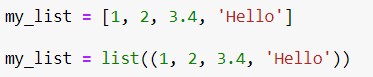 my_list = [1, 2, 3.4, 'Hello']
my_list = list((1, 2, 3.4, 'Hello'))